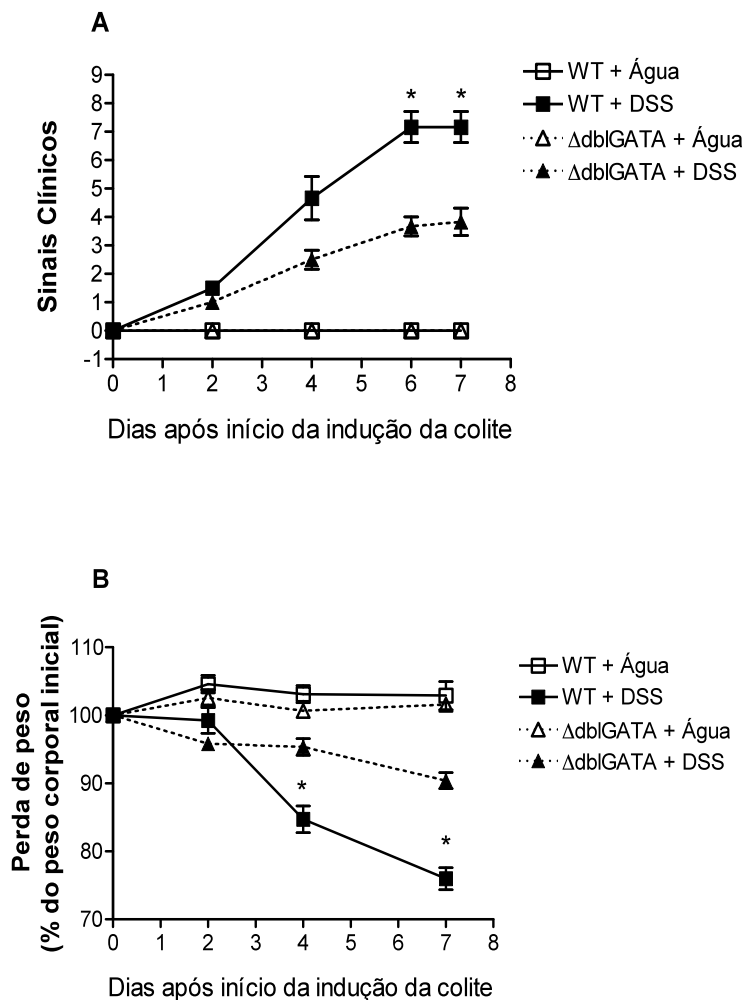 A
Sinais Clínicos
9
8
7
6
5
4
3
2
1
0
-1
* *
0 1 2 3 4 5 6 7 8
Dias após início da indução da colite
WT + Água
WT + DSS
ΔdblGATA + Água
ΔdblGATA + DSS
B
Perda de peso
(% do peso corporal inicial)
110
100
90
80
70
*
*
0 1 2 3 4 5 6 7 8
Dias após início da indução da colite
WT + Água
WT + DSS
ΔdblGATA + Água
ΔdblGATA + DSS